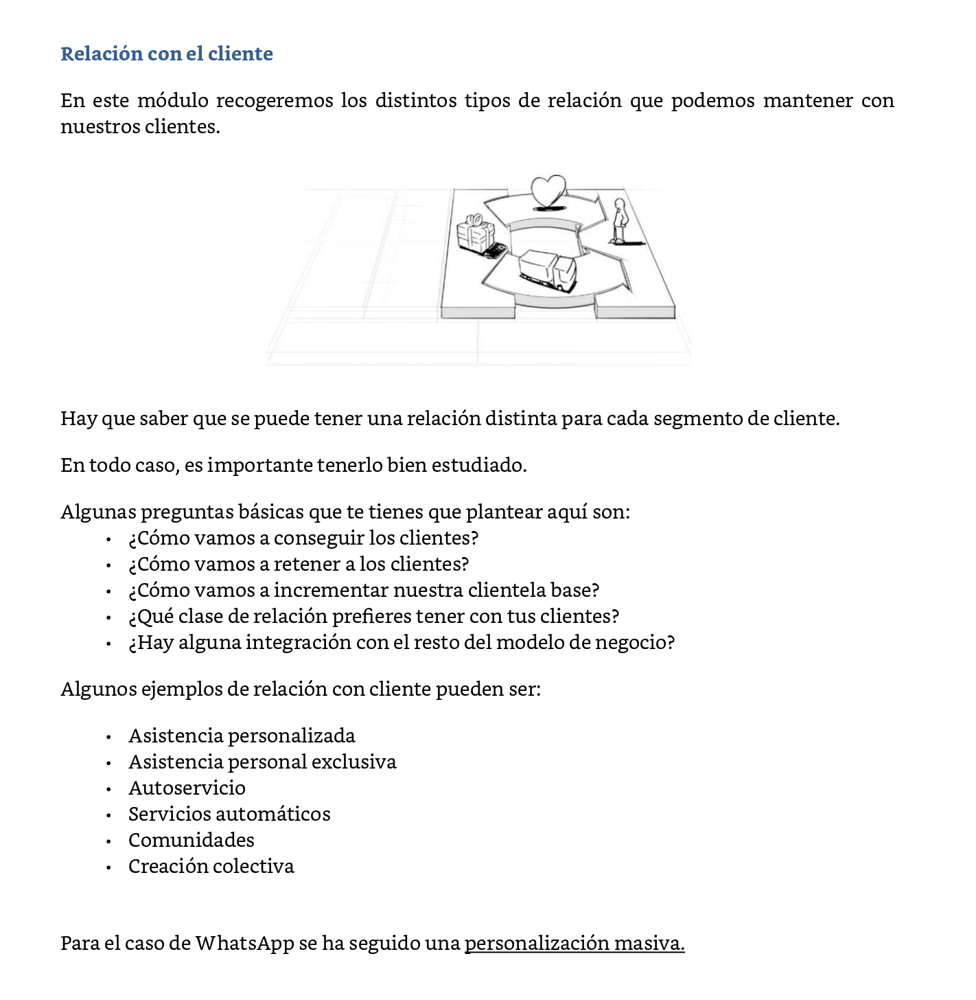 Relación con el cliente
En este módulo recogeremos los distintos tipos de relación que podemos mantener con
nuestros clientes.
Hay que saber que se puede tener una relación distinta para cada segmento de cliente.
En todo caso, es importante tenerlo bien estudiado.
Algunas preguntas básicas que te tienes que plantear aquí son:
• ¿Cómo vamos a conseguir los clientes?
• ¿Cómo vamos a retener a los clientes?
• ¿Cómo vamos a incrementar nuestra clientela base?
• ¿Qué clase de relación prefieres tener con tus clientes?
• ¿Hay alguna integración con el resto del modelo de negocio?
Algunos ejemplos de relación con cliente pueden ser:
• Asistencia personalizada
• Asistencia personal exclusiva
• Autoservicio
• Servicios automáticos
• Comunidades
• Creación colectiva
Para el caso de WhatsApp se ha seguido una personalización masiva.